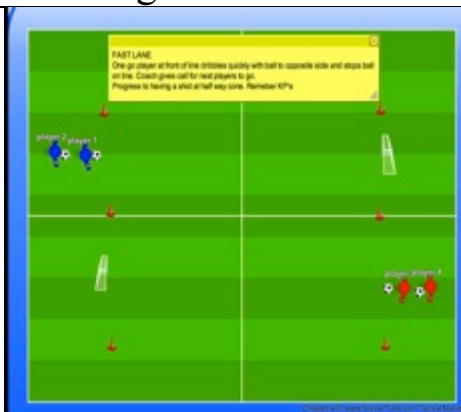 FAST LANE
One go player at front of line dribbles quickly with ball to opposite side and stops ball
on line. Coach gives call for next players to go.
Progress to having a shot at half way cone. Remeber KP's
player 2 player 1
player 3 player 4